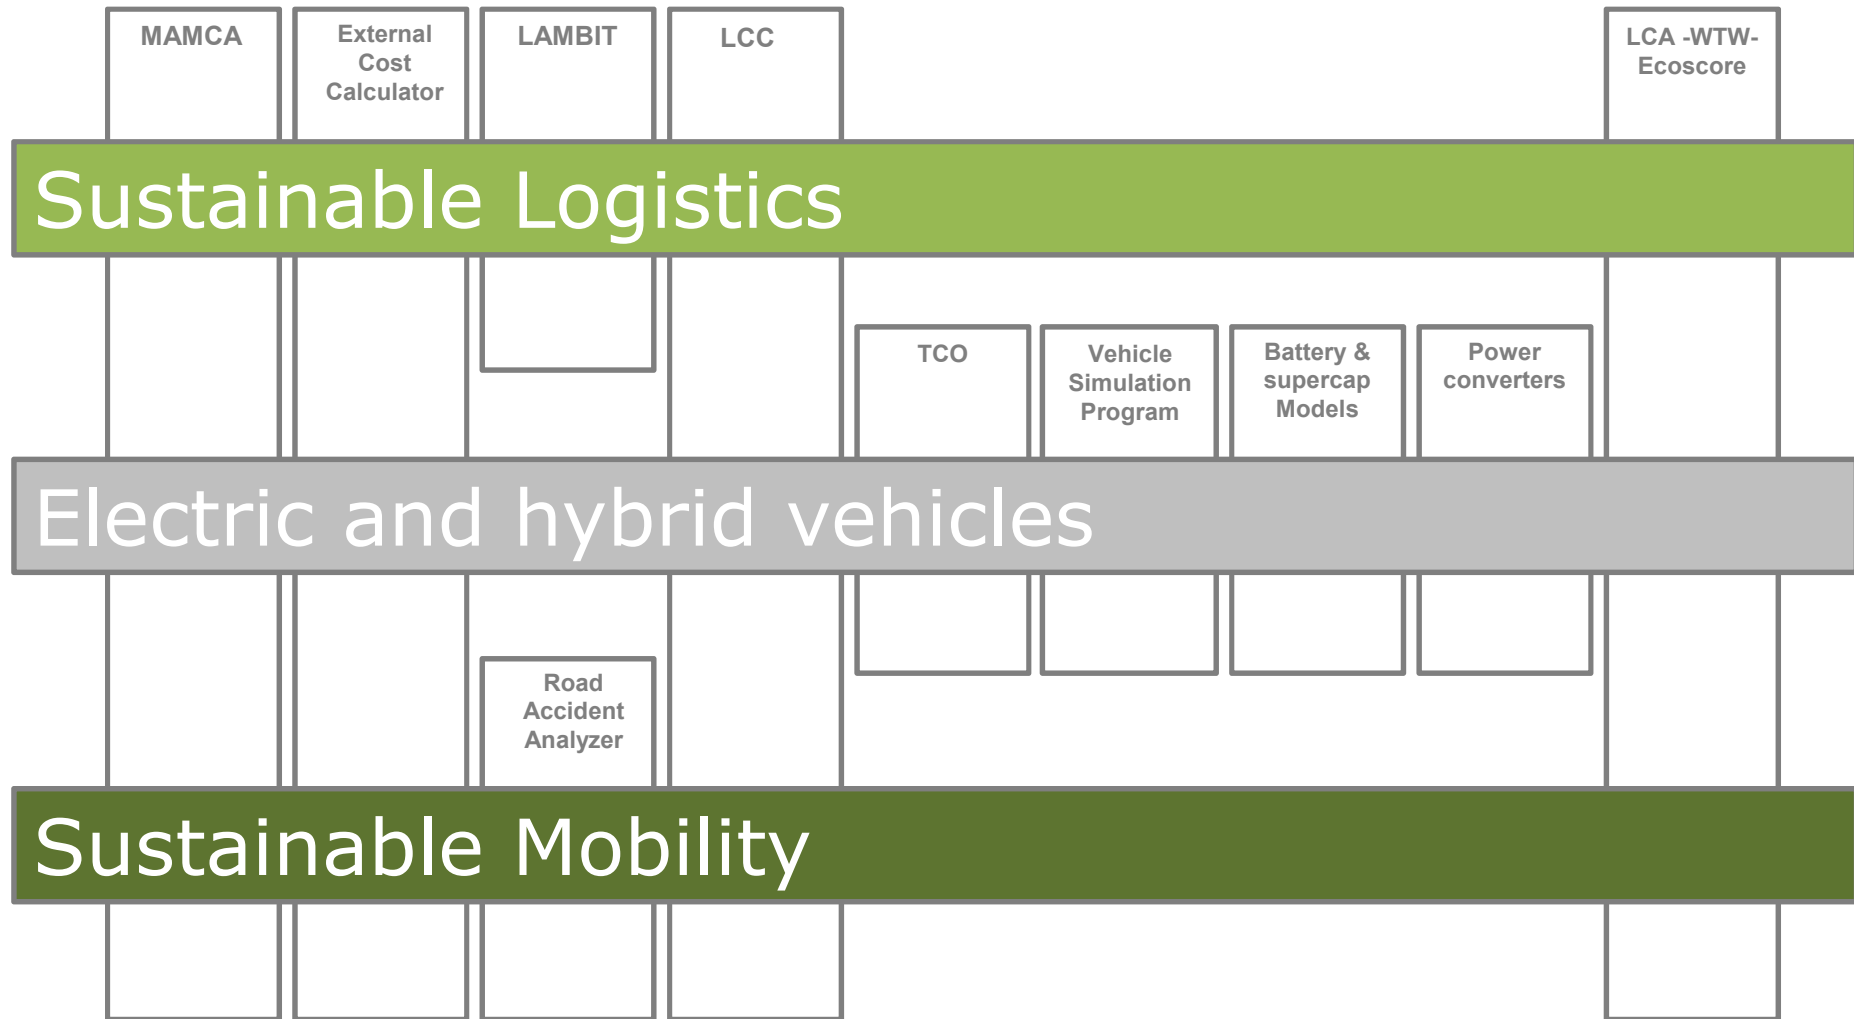 MAMCA
External
Cost
Calculator
LAMBIT
LCC
LCA -WTW-
Ecoscore
Sustainable Logistics
TCO
Vehicle
Simulation
Program
Battery &
supercap
Models
Power
converters
Electric and hybrid vehicles
Road
Accident
Analyzer
Sustainable Mobility